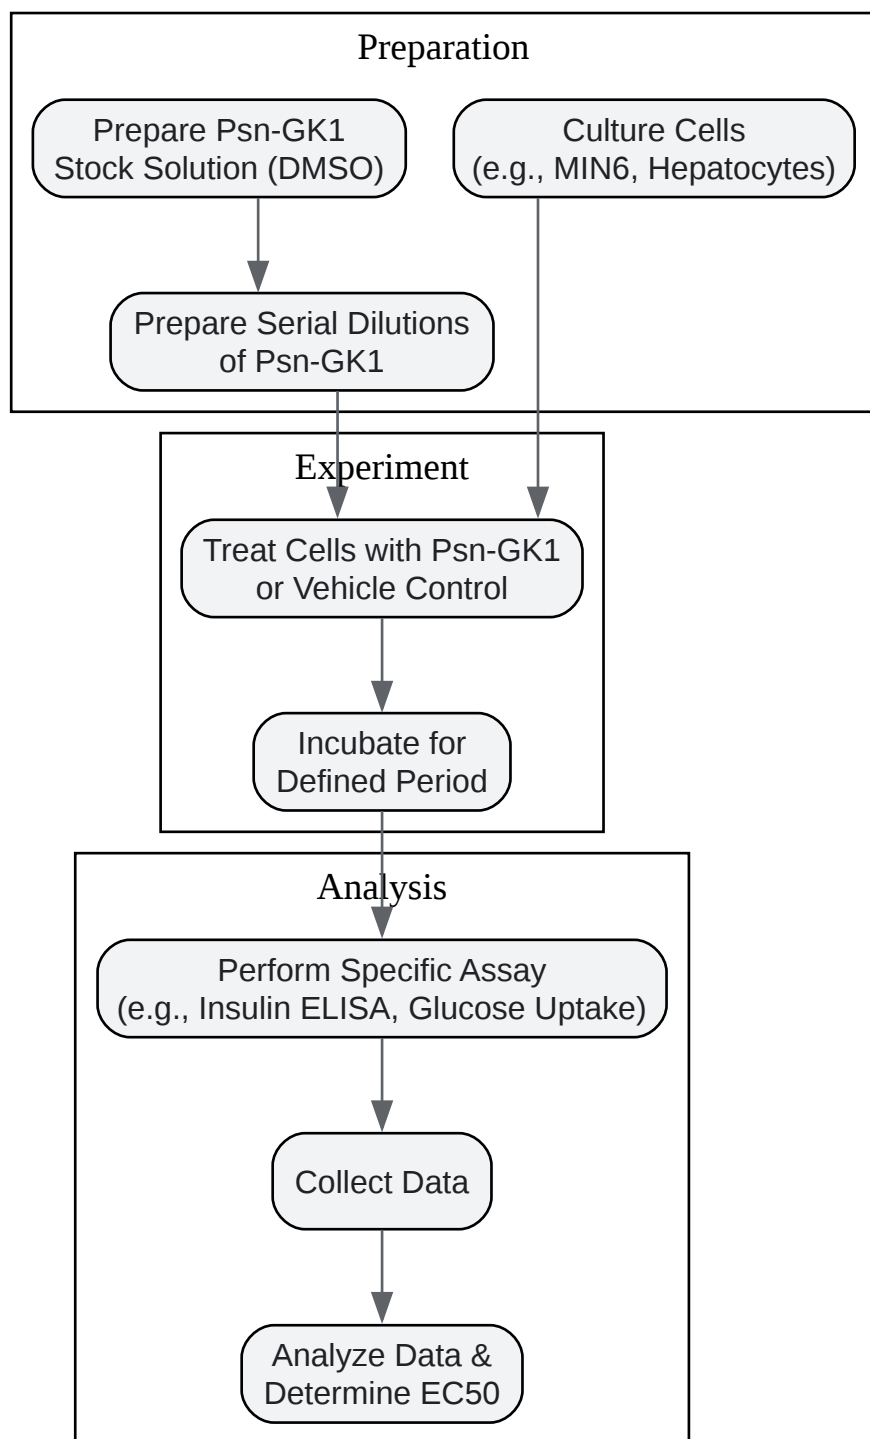 Preparation
Prepare Psn-GK1
Stock Solution (DMSO)
Culture Cells
(e.g., MIN6, Hepatocytes)
Prepare Serial Dilutions
of Psn-GK1
Experiment
Treat Cells with Psn-GK1
or Vehicle Control
Incubate for
Defined Period
Analysis
Perform Specific Assay
(e.g., Insulin ELISA, Glucose Uptake)
Collect Data
Analyze Data &
Determine EC50